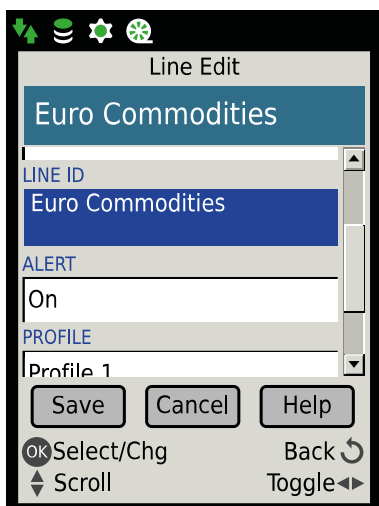 Line Edit
Euro Commodities
LINE ID
Euro Commodities
ALERT
On
PROFILE
Profile 1
Save Cancel Help
OK Select/Chg Back
Scroll Toggle